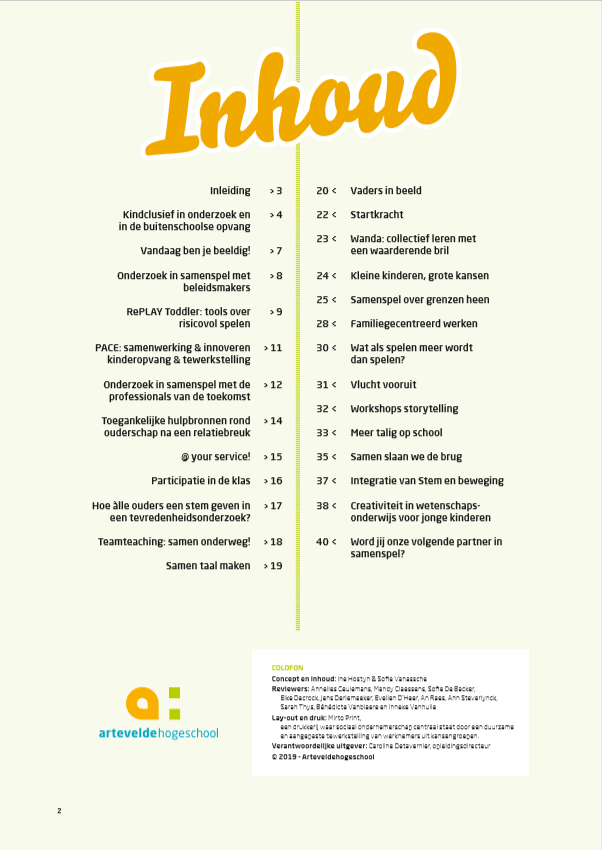 Inhoud
Inleiding > 3
Kindclusief in onderzoek en > 4
in de buitenschoolse opvang
Vandaag ben je beeldig! > 7
Onderzoek in samenspel met > 8
beleidsmakers
RePLAY Toddler: tools over > 9
risicovol spelen
PACE: samenwerking & innoveren > 11
kinderopvang & tewerkstelling
Onderzoek in samenspel met de > 12
professionals van de toekomst
Toegankelijke hulpbronnen rond > 14
ouderschap na een relatiebreuk
@ your service! > 15
Participatie in de klas > 16
Hoe àlle ouders een stem geven in > 17
een tevredenheidsonderzoek?
Teamteaching: samen onderweg! > 18
Samen taal maken > 19
20 < Vaders in beeld
22 < Startkracht
23 < Wanda: collectief leren met
een waarderende bril
24 < Kleine kinderen, grote kansen
25 < Samenspel over grenzen heen
28 < Familiegecentreerd werken
30 < Wat als spelen meer wordt
dan spelen?
31 < Vlucht vooruit
32 < Workshops storytelling
33 < Meer talig op school
35 < Samen slaan we de brug
37 < Integratie van Stem en beweging
38 < Creativiteit in wetenschaps-
onderwijs voor jonge kinderen
40 < Word jij onze volgende partner in
samenspel?
a:
arteveldehogeschool
COLOFON
Concept en inhoud: Ine Hostyn & Sofie Vanassche
Reviewers: Annelies Ceulemans, Mandy Claessens, Sofie De Backer,
Elke Decrock, Jens Deriemaeker, Evelien D'Heer, An Raes, Ann Steverlynck,
Sarah Thys, Bénédicte Vanblaere en Inneke Vanhulle
Lay-out en druk: Mirto Print,
een drukkerij waar sociaal ondernemerschap centraal staat door een duurzame
en aangepaste tewerkstelling van werknemers uit kansengroepen.
Verantwoordelijke uitgever: Caroline Detavernier, opleidingsdirecteur
© 2019 - Arteveldehogeschool
2